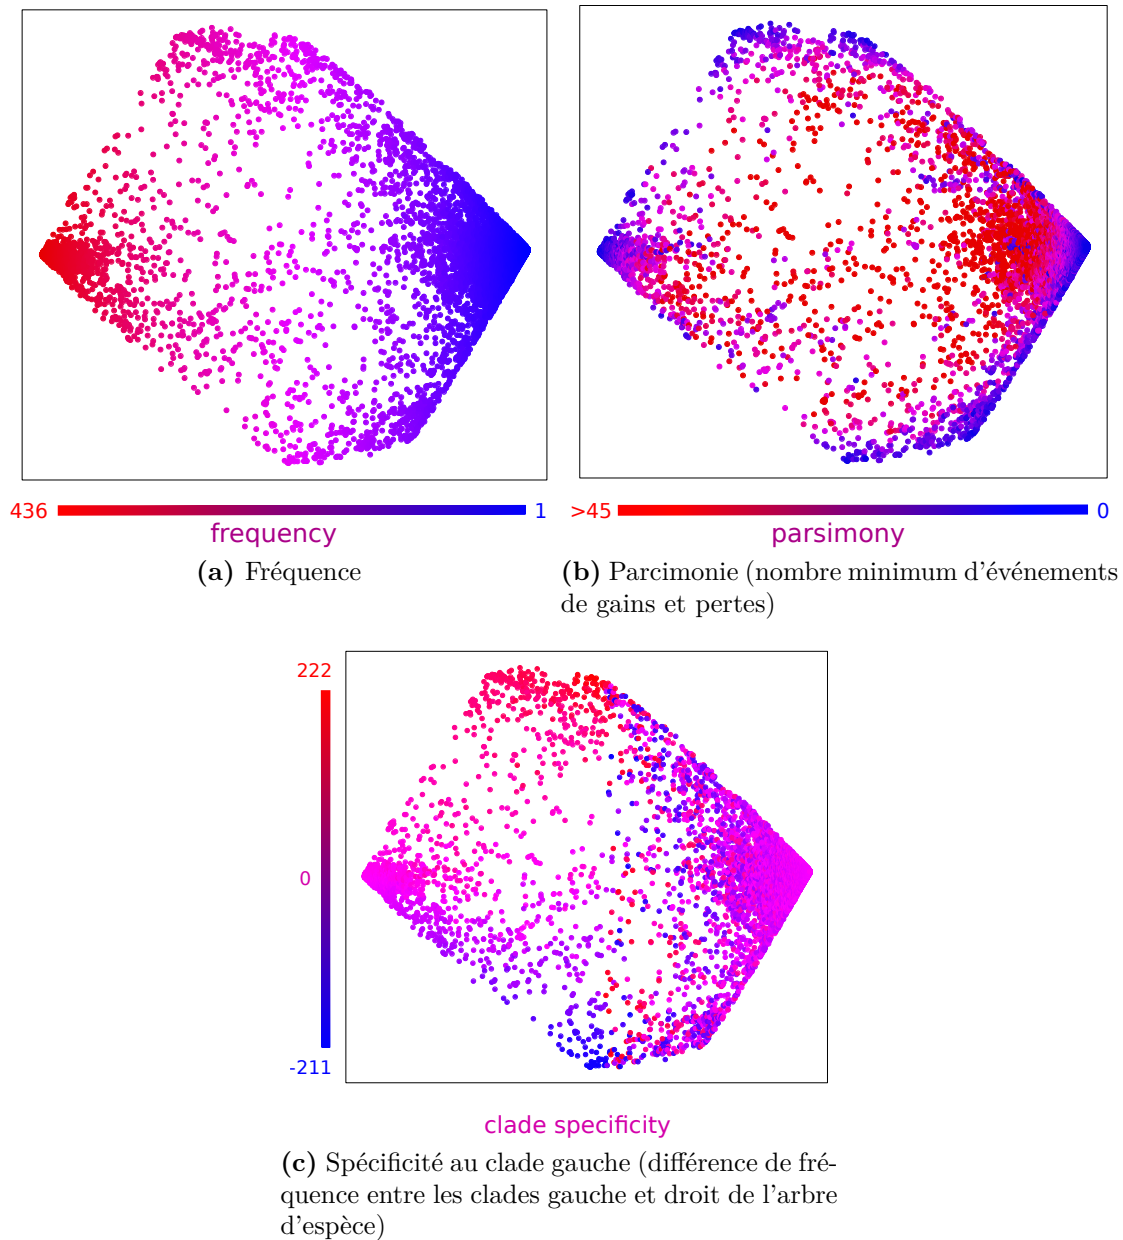 436 1 >45 0
frequency parsimony
(a) Fréquence
(b) Parcimonie (nombre minimum d'événements
de gains et pertes)
222
0
-211
clade specificity
(c) Spécificité au clade gauche (différence de fré-
quence entre les clades gauche et droit de l'arbre
d'espèce)